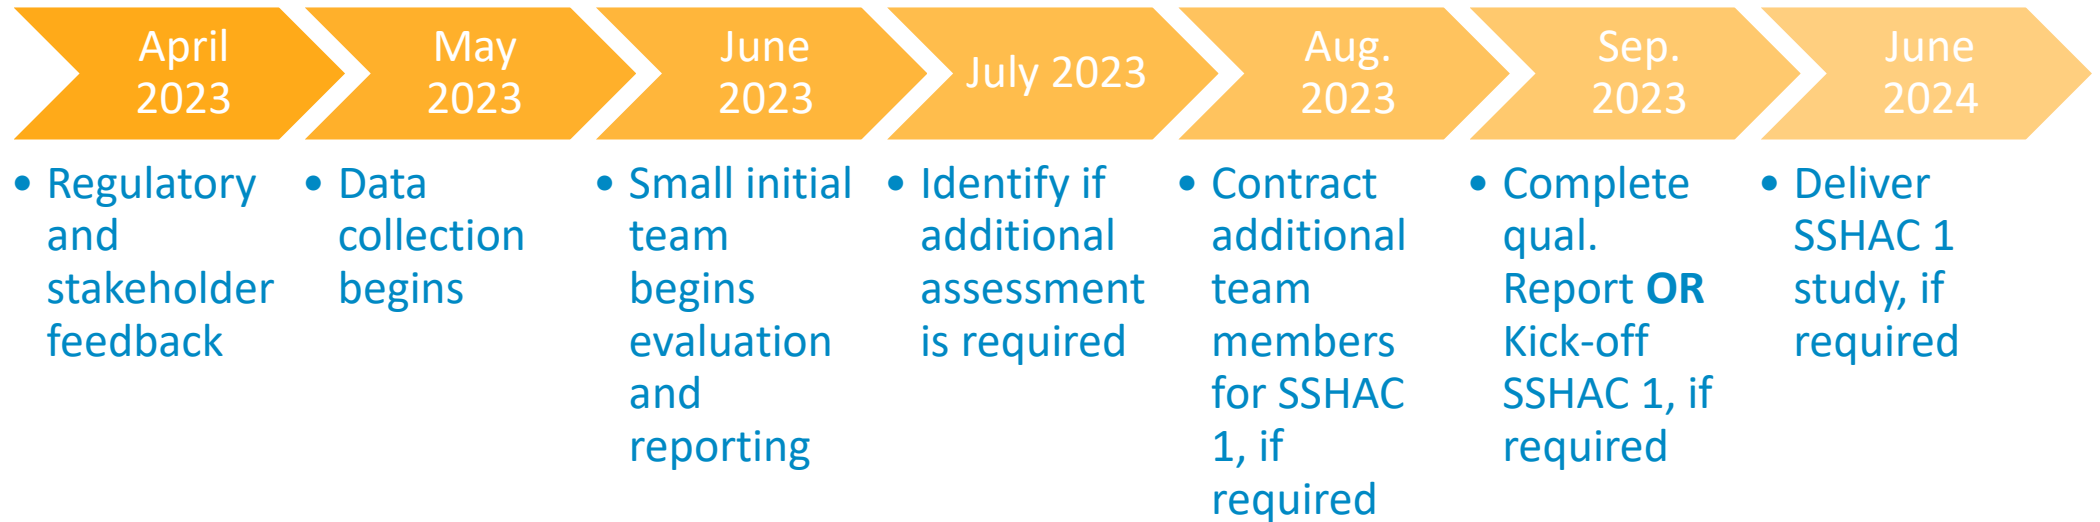 April
2023
May
2023
June
2023
July 2023
Aug.
2023
Sep.
2023
June
2024
• Regulatory
and
stakeholder
feedback
• Data
collection
begins
• Small initial
team
begins
evaluation
and
reporting
• Identify if
additional
assessment
is required
• Contract
additional
team
members
for SSHAC
1, if
required
• Complete
qual.
Report OR
Kick-off
SSHAC 1, if
required
• Deliver
SSHAC 1
study, if
required